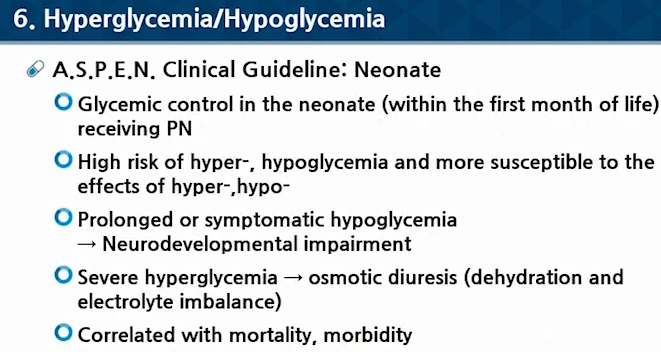 6. Hyperglycemia/Hypoglycemia
A.S.P.E.N. Clinical Guideline: Neonate
Glycemic control in the neonate (within the first month of life)
receiving PN
High risk of hyper-, hypoglycemia and more susceptible to the
effects of hyper-,hypo-
Prolonged or symptomatic hypoglycemia
→ Neurodevelopmental impairment
Severe hyperglycemia → osmotic diuresis (dehydration and
electrolyte imbalance)
Correlated with mortality, morbidity